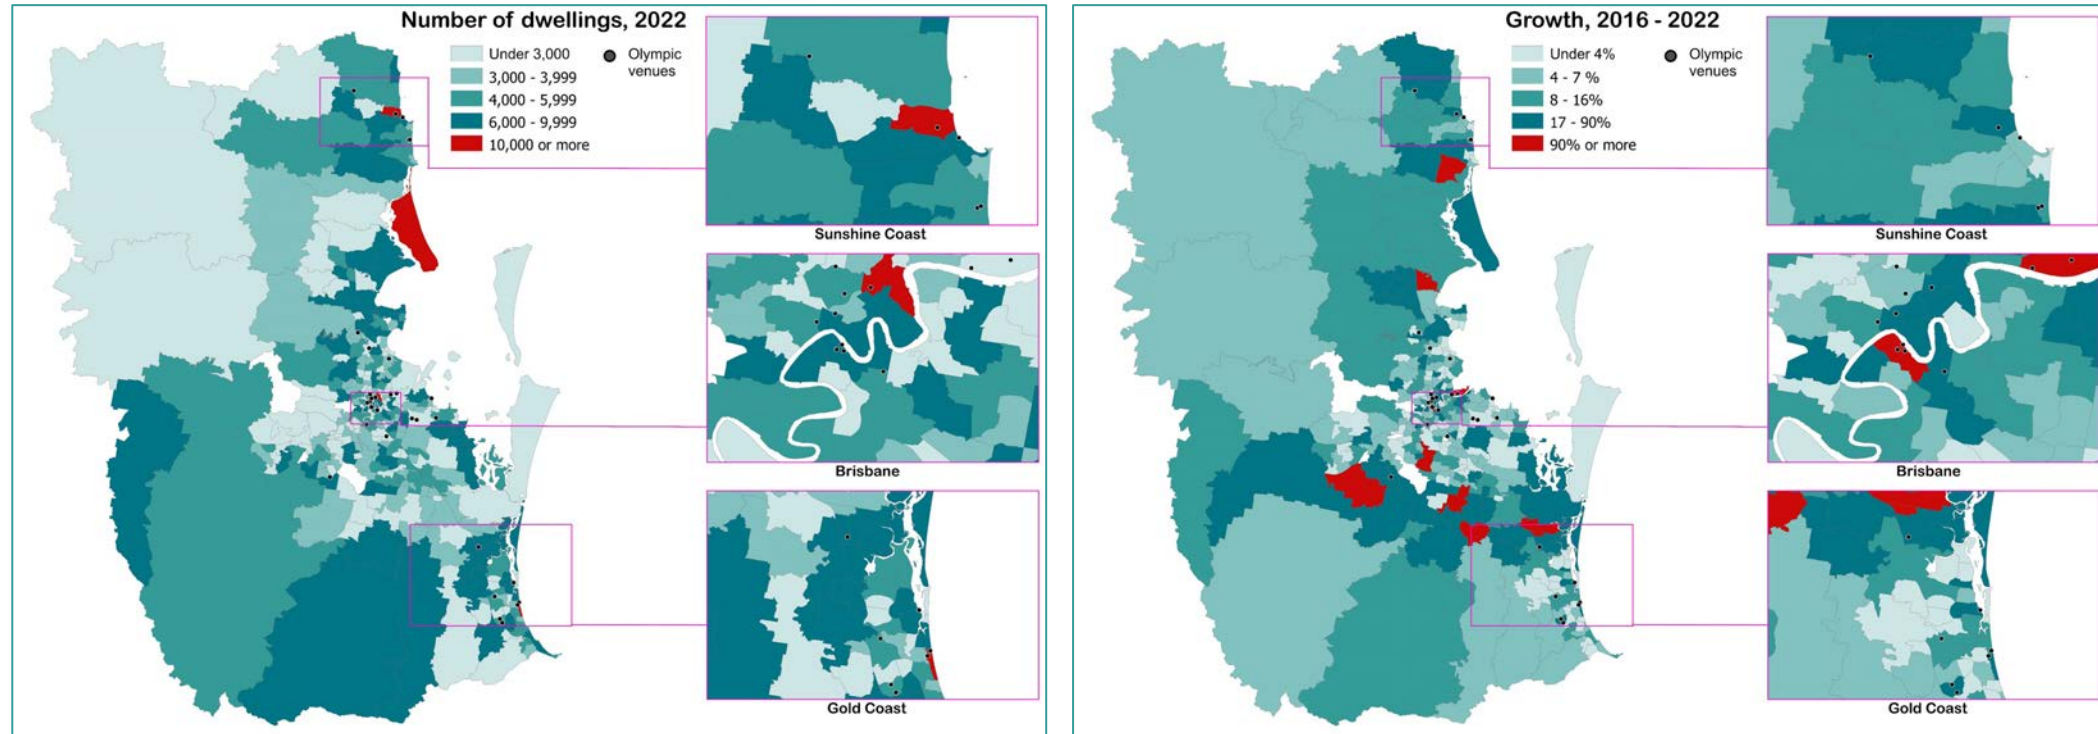 Number of dwellings, 2022
Under 3,000
3,000 - 3,999
4,000 - 5,999
6,000 - 9,999
10,000 or more
Olympic
venues
Sunshine Coast
Brisbane
Gold Coast
Growth, 2016 - 2022
Under 4%
4 - 7 %
8 - 16%
17 - 90%
90% or more
Olympic
venues
Sunshine Coast
Brisbane
Gold Coast